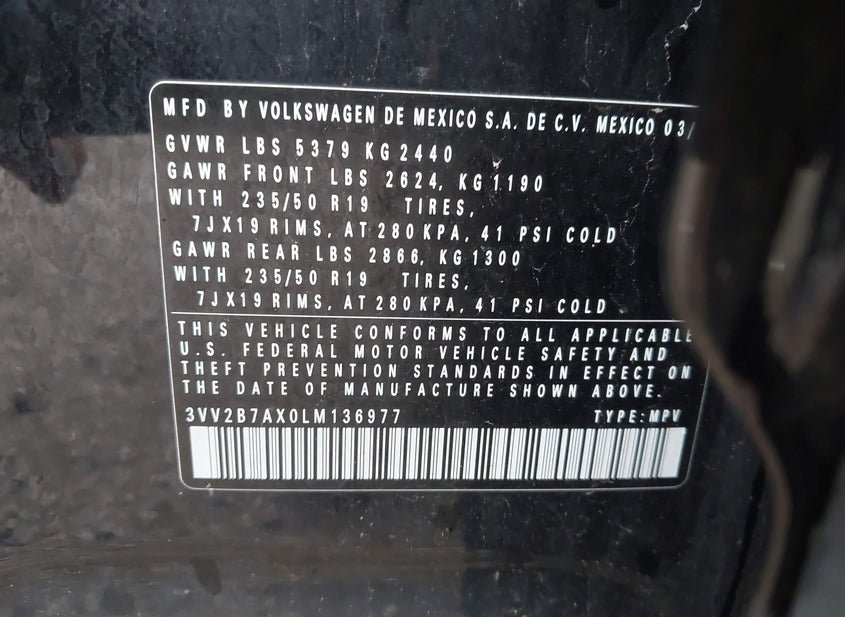 MFD BY VOLKSWAGEN DE MEXICO S.A. DE C.V. MEXICO 03/
GVWR LBS 5379 KG 2440
GAWR FRONT LBS 2624, KG 1190
WITH 235/50 R19 TIRES,
7JX19 RIMS, AT 280 KPA, 41 PSI COLD
GAWR REAR LBS 2866, KG 1300
WITH 235/50 R19 TIRES,
7JX19 RIMS, AT 280 KPA, 41 PSI COLD
THIS VEHICLE CONFORMS TO ALL APPLICABLE
U.S. FEDERAL MOTOR VEHICLE SAFETY AND
THEFT PREVENTION STANDARDS IN EFFECT ON
THE DATE OF MANUFACTURE SHOWN ABOVE.
3VV2B7AX0LM136977 TYPE: MPV